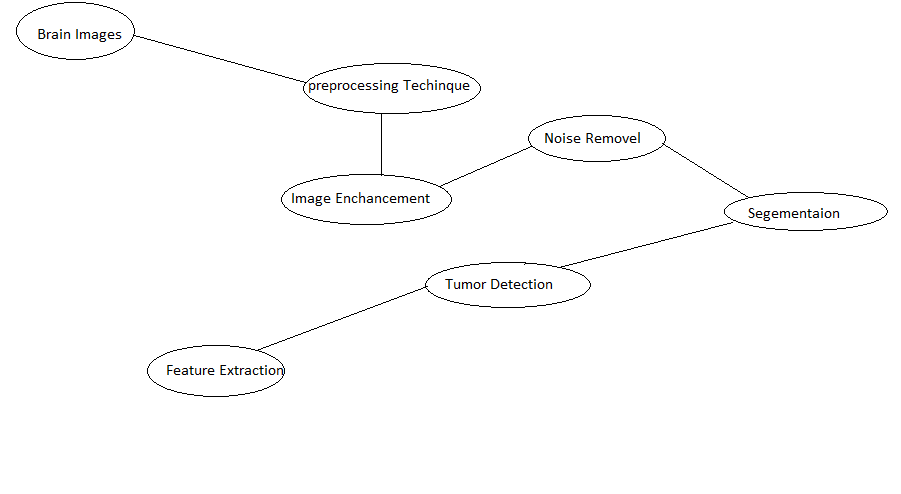 Brain Images
preprocessing Techinque
Noise Removel
Image Enchancement
Segementaion
Tumor Detection
Feature Extraction